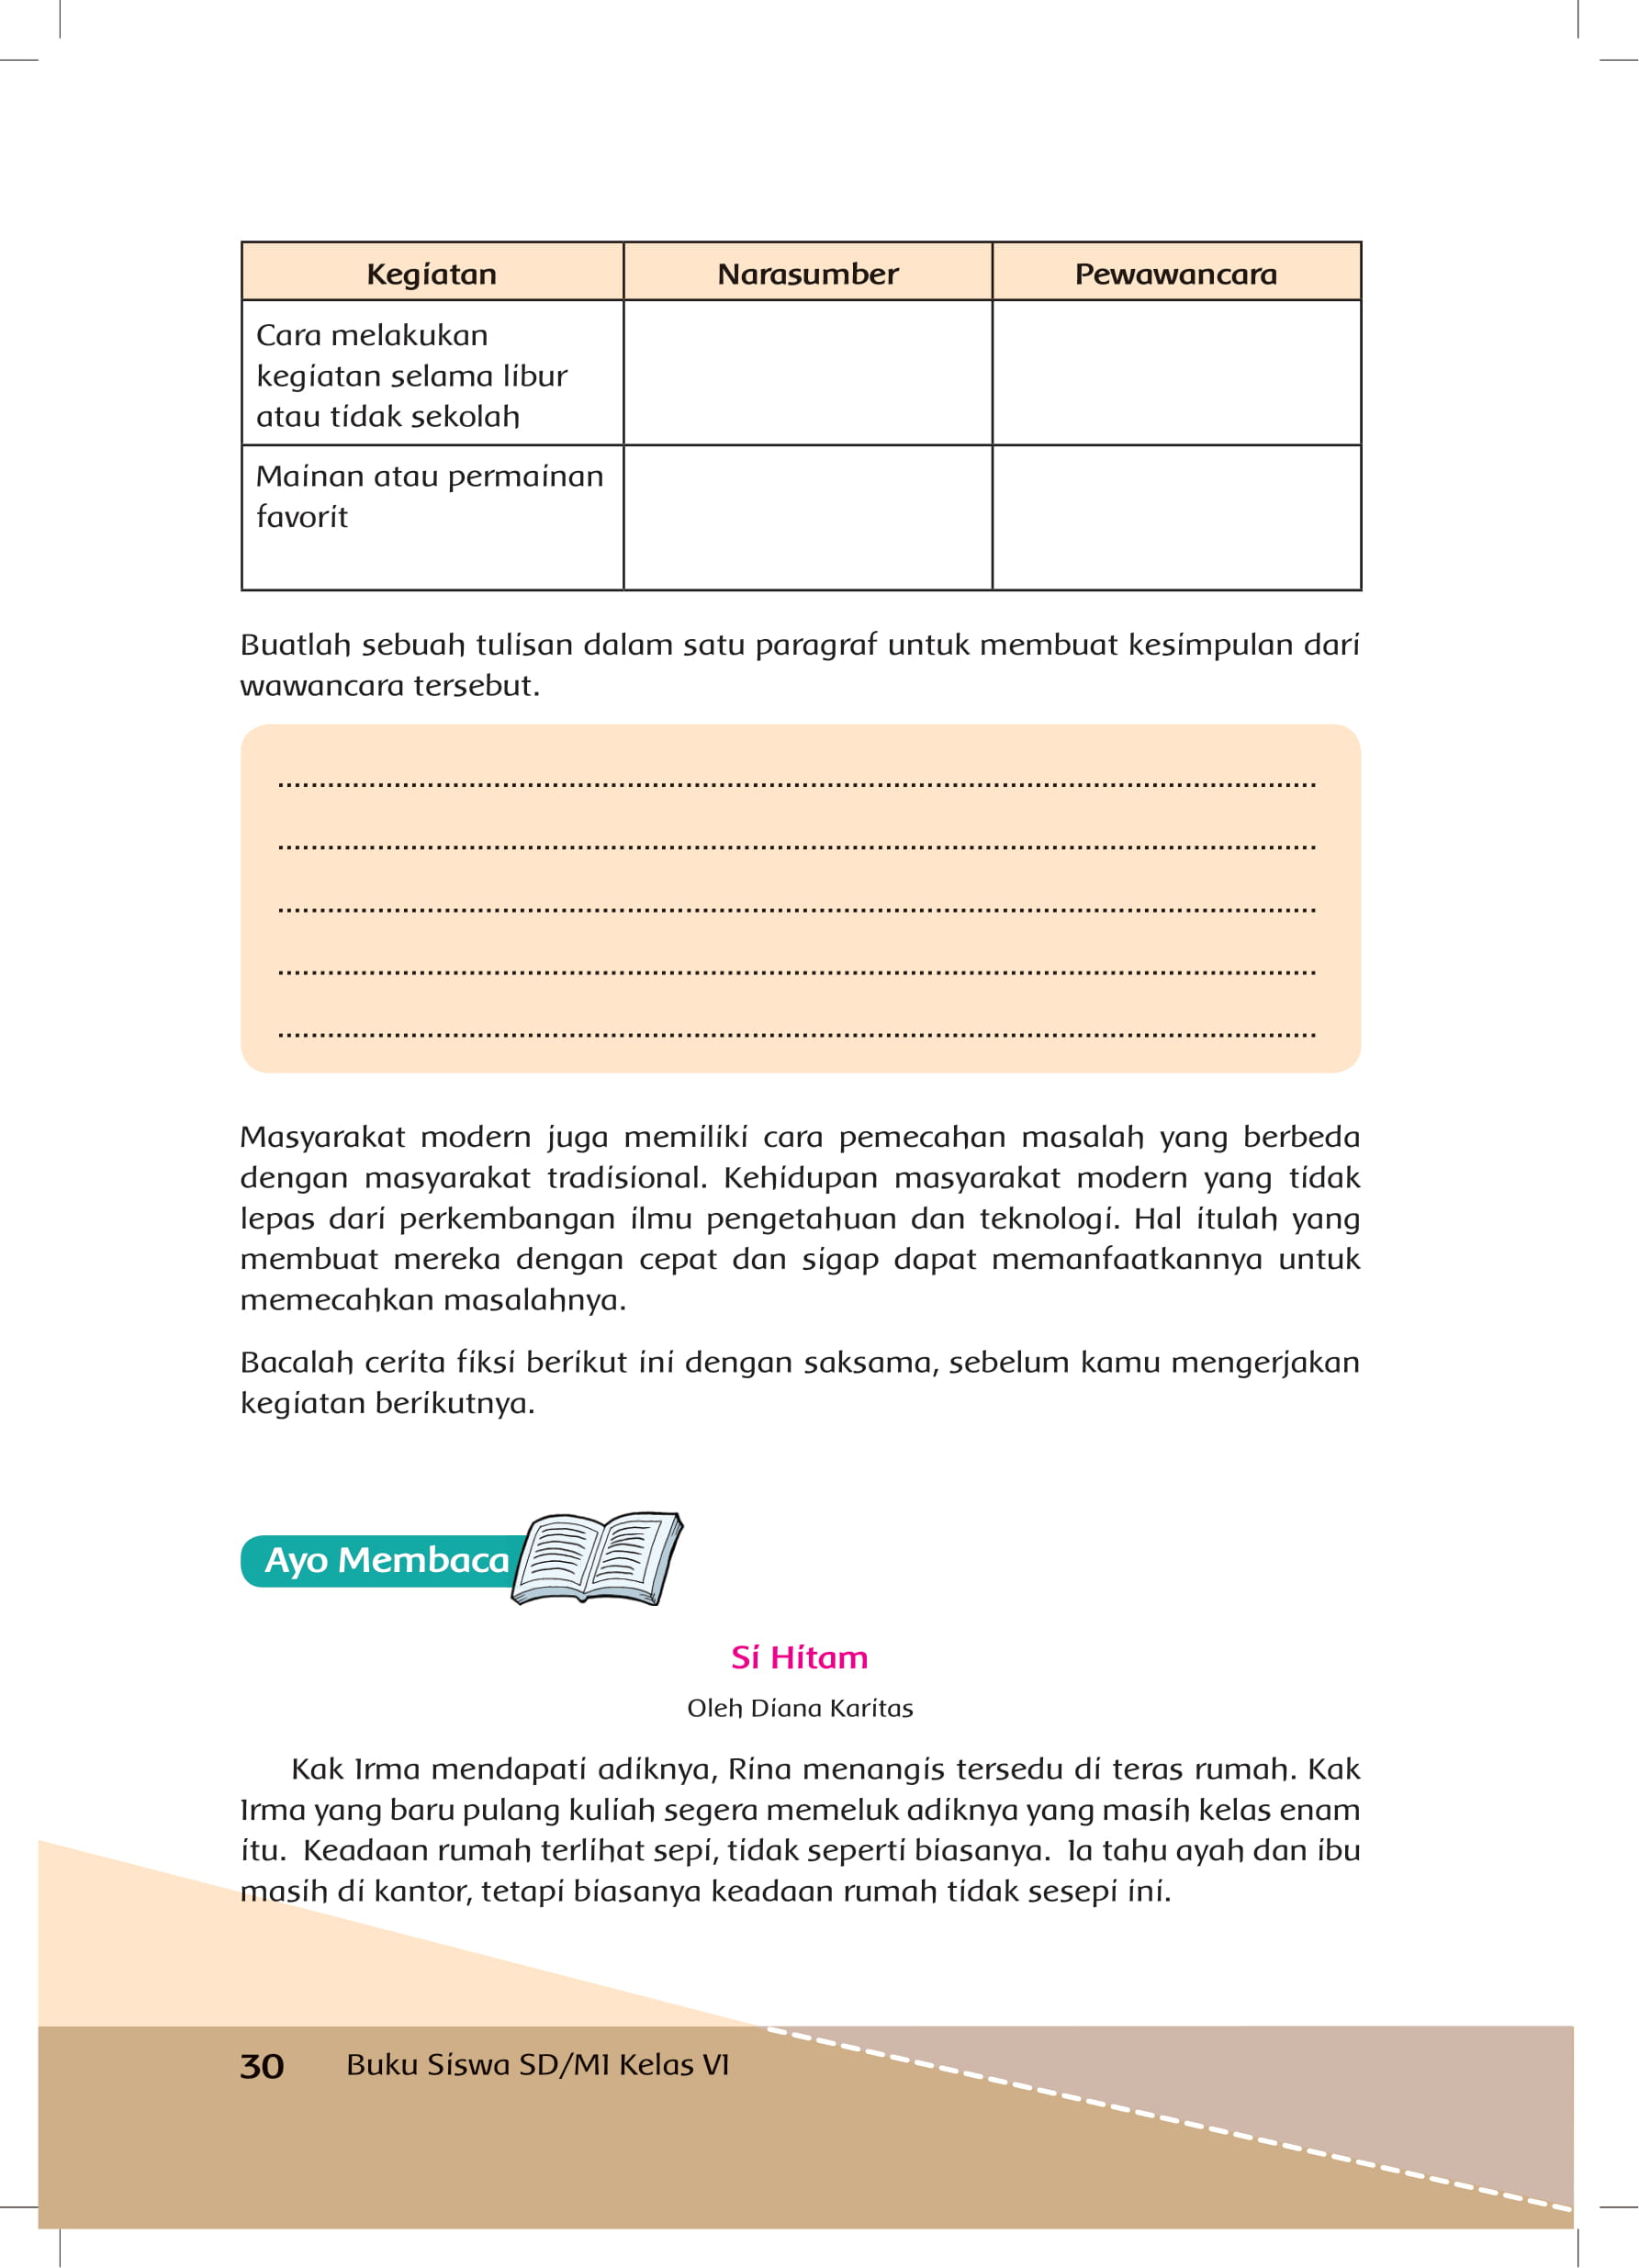 Kegiatan Narasumber Pewawancara
Cara melakukan
kegiatan selama libur
atau tidak sekolah
Mainan atau permainan
favorit
Buatlah sebuah tulisan dalam satu paragraf untuk membuat kesimpulan dari
wawancara tersebut.
Masyarakat modern juga memiliki cara pemecahan masalah yang berbeda
dengan masyarakat tradisional. Kehidupan masyarakat modern yang tidak
lepas dari perkembangan ilmu pengetahuan dan teknologi. Hal itulah yang
membuat mereka dengan cepat dan sigap dapat memanfaatkannya untuk
memecahkan masalahnya.
Bacalah cerita fiksi berikut ini dengan saksama, sebelum kamu mengerjakan
kegiatan berikutnya.
Ayo Membaca
Si Hitam
Oleh Diana Karitas
Kak Irma mendapati adiknya, Rina menangis tersedu di teras rumah. Kak
Irma yang baru pulang kuliah segera memeluk adiknya yang masih kelas enam
itu. Keadaan rumah terlihat sepi, tidak seperti biasanya. Ia tahu ayah dan ibu
masih di kantor, tetapi biasanya keadaan rumah tidak sesepi ini.
30 Buku Siswa SD/MI Kelas VI